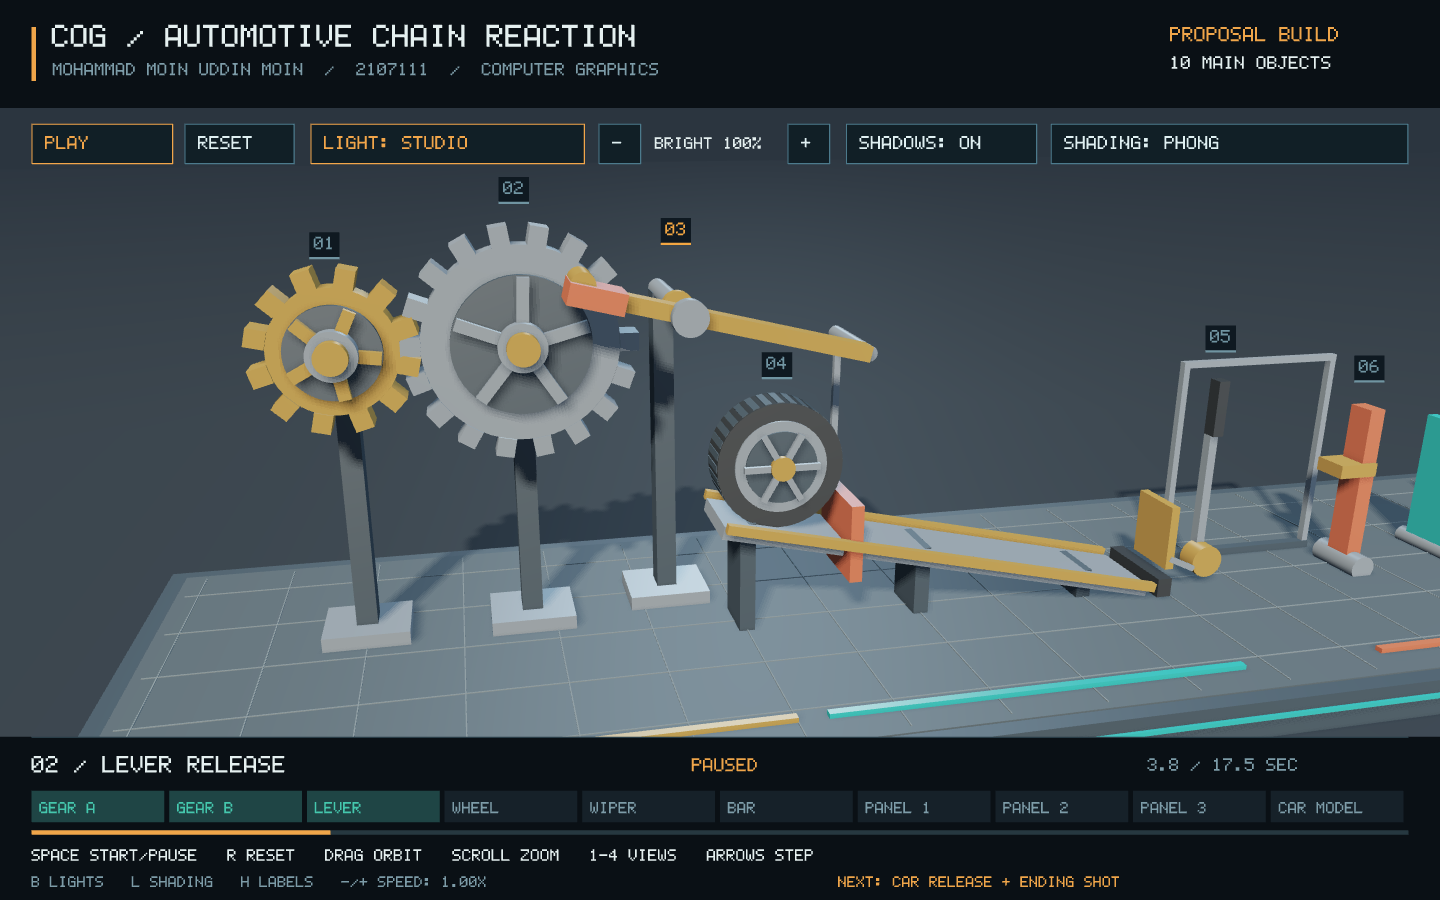 COG / AUTOMOTIVE CHAIN REACTION
MOHAMMAD MOIN UDDIN MOIN / 2107111 / COMPUTER GRAPHICS
PROPOSAL BUILD
10 MAIN OBJECTS
PLAY
RESET
LIGHT: STUDIO
-
BRIGHT 100%
+
SHADOWS: ON
SHADING: PHONG
01
02
03
04
05
06
02 / LEVER RELEASE
PAUSED
3.8 / 17.5 SEC
GEAR A
GEAR B
LEVER
WHEEL
WIPER
BAR
PANEL 1
PANEL 2
PANEL 3
CAR MODEL
SPACE START/PAUSE R RESET DRAG ORBIT SCROLL ZOOM 1-4 VIEWS ARROWS STEP
B LIGHTS L SHADING H LABELS -/+ SPEED: 1.00X
NEXT: CAR RELEASE + ENDING SHOT